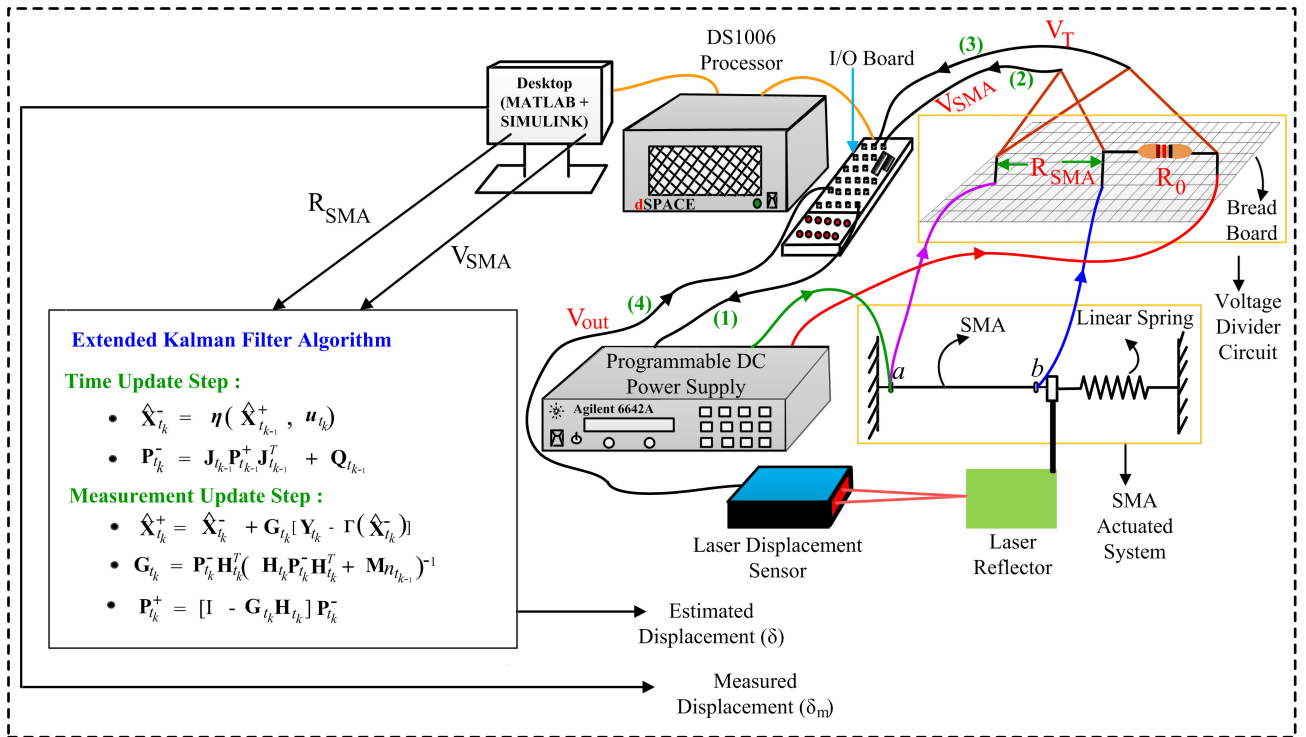 DS1006
Processor
I/O Board
(3)
V_T
(2)
V_SMA
Desktop
(MATLAB +
SIMULINK)
dSPACE
R_SMA
R_0
Bread
Board
R_SMA
V_SMA
Voltage
Divider
Circuit
(4)
(1)
V_out
Programmable DC
Power Supply
Agilent 6642A
SMA
Linear Spring
a
b
Extended Kalman Filter Algorithm
Time Update Step :
• X̂⁻_{t_k} = η( X̂⁺_{t_{k-1}} , u_{t_k})
• P⁻_{t_k} = J_{t_{k-1}} P⁺_{t_{k-1}} J^T_{t_{k-1}} + Q_{t_{k-1}}
Measurement Update Step :
• X̂⁺_{t_k} = X̂⁻_{t_k} + G_{t_k}[Y_{t_k} - Γ(X̂⁻_{t_k})]
• G_{t_k} = P⁻_{t_k} H^T_{t_k}( H_{t_k} P⁻_{t_k} H^T_{t_k} + M_{n_{t_{k-1}}})^{-1}
• P⁺_{t_k} = [I - G_{t_k} H_{t_k}] P⁻_{t_k}
Laser Displacement
Sensor
Laser
Reflector
SMA
Actuated
System
Estimated
Displacement (δ)
Measured
Displacement (δ_m)